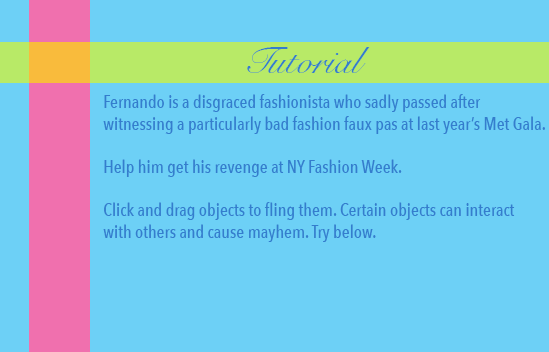 Tutorial
Fernando is a disgraced fashionista who sadly passed after
witnessing a particularly bad fashion faux pas at last year's Met Gala.
Help him get his revenge at NY Fashion Week.
Click and drag objects to fling them. Certain objects can interact
with others and cause mayhem. Try below.